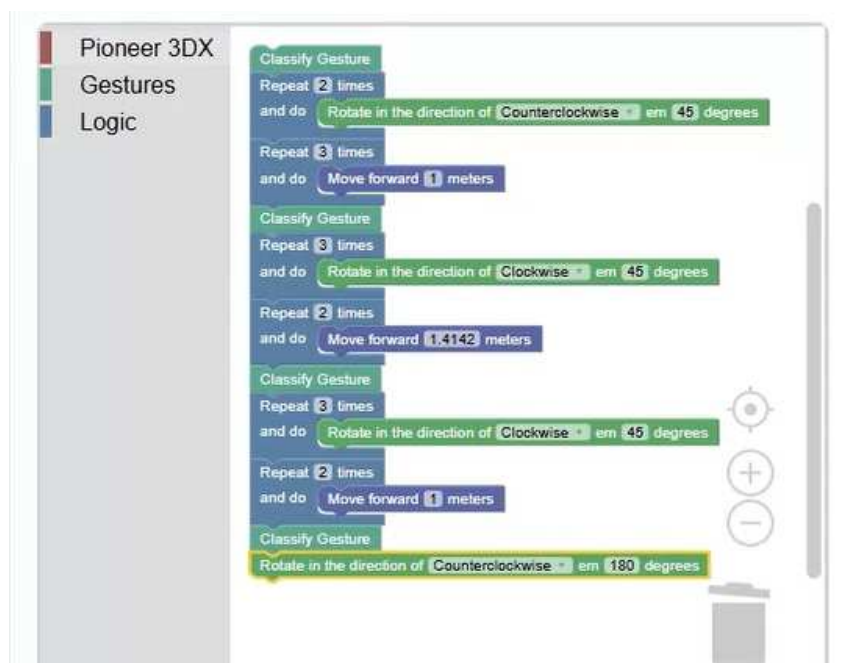 Pioneer 3DX
Gestures
Logic
Classify Gesture
Repeat 2 times
and do Rotate in the direction of Counterclockwise em 45 degrees
Repeat 3 times
and do Move forward 1 meters
Classify Gesture
Repeat 3 times
and do Rotate in the direction of Clockwise em 45 degrees
Repeat 2 times
and do Move forward 1.4142 meters
Classify Gesture
Repeat 3 times
and do Rotate in the direction of Clockwise em 45 degrees
Repeat 2 times
and do Move forward 1 meters
Classify Gesture
Rotate in the direction of Counterclockwise em 180 degrees